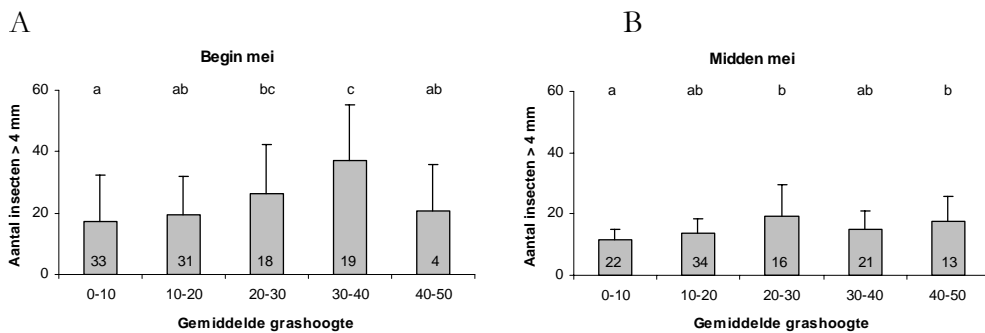 A
Begin mei
Aantal insecten > 4 mm
60
40
20
0
a ab bc c ab
33 31 18 19 4
0-10 10-20 20-30 30-40 40-50
Gemiddelde grashoogte
B
Midden mei
Aantal insecten > 4 mm
60
40
20
0
a ab b ab b
22 34 16 21 13
0-10 10-20 20-30 30-40 40-50
Gemiddelde grashoogte